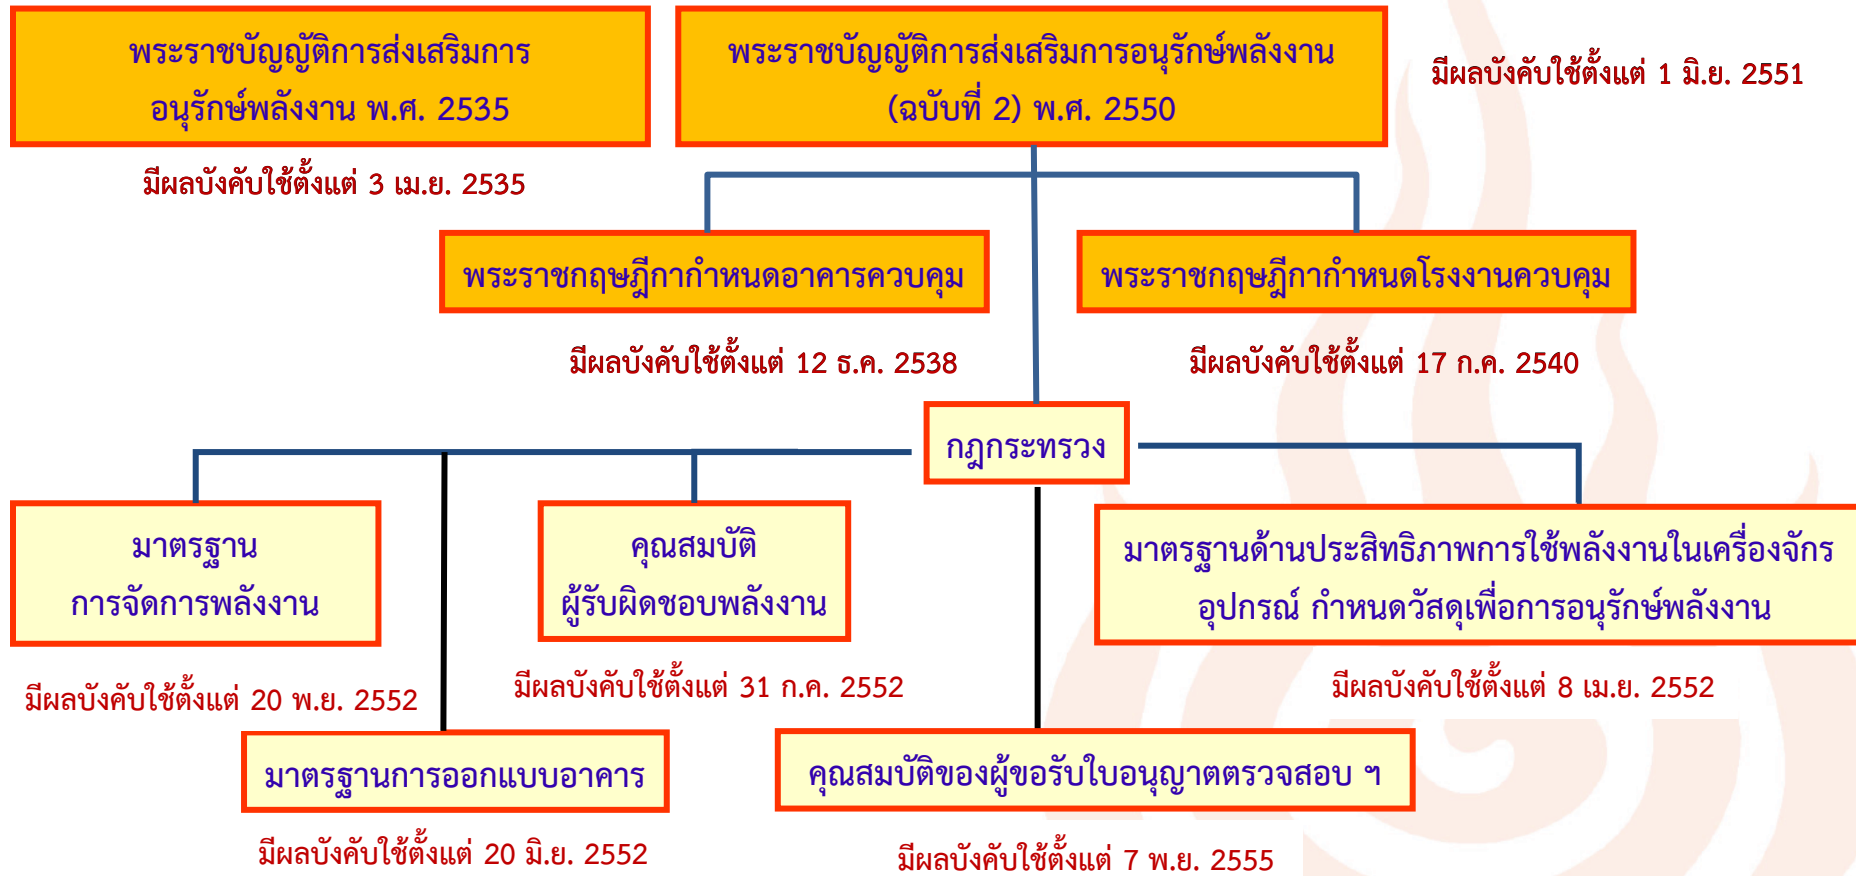 พระราชบัญญัติการส่งเสริมการ
อนุรักษ์พลังงาน พ.ศ. 2535
มีผลบังคับใช้ตั้งแต่ 3 เม.ย. 2535
พระราชบัญญัติการส่งเสริมการอนุรักษ์พลังงาน
(ฉบับที่ 2) พ.ศ. 2550
มีผลบังคับใช้ตั้งแต่ 1 มิ.ย. 2551
พระราชกฤษฎีกากำหนดอาคารควบคุม
มีผลบังคับใช้ตั้งแต่ 12 ธ.ค. 2538
พระราชกฤษฎีกากำหนดโรงงานควบคุม
มีผลบังคับใช้ตั้งแต่ 17 ก.ค. 2540
กฎกระทรวง
มาตรฐาน
การจัดการพลังงาน
มีผลบังคับใช้ตั้งแต่ 20 พ.ย. 2552
คุณสมบัติ
ผู้รับผิดชอบพลังงาน
มีผลบังคับใช้ตั้งแต่ 31 ก.ค. 2552
มาตรฐานด้านประสิทธิภาพการใช้พลังงานในเครื่องจักร
อุปกรณ์ กำหนดวัสดุเพื่อการอนุรักษ์พลังงาน
มีผลบังคับใช้ตั้งแต่ 8 เม.ย. 2552
มาตรฐานการออกแบบอาคาร
มีผลบังคับใช้ตั้งแต่ 20 มิ.ย. 2552
คุณสมบัติของผู้ขอรับใบอนุญาตตรวจสอบ ฯ
มีผลบังคับใช้ตั้งแต่ 7 พ.ย. 2555